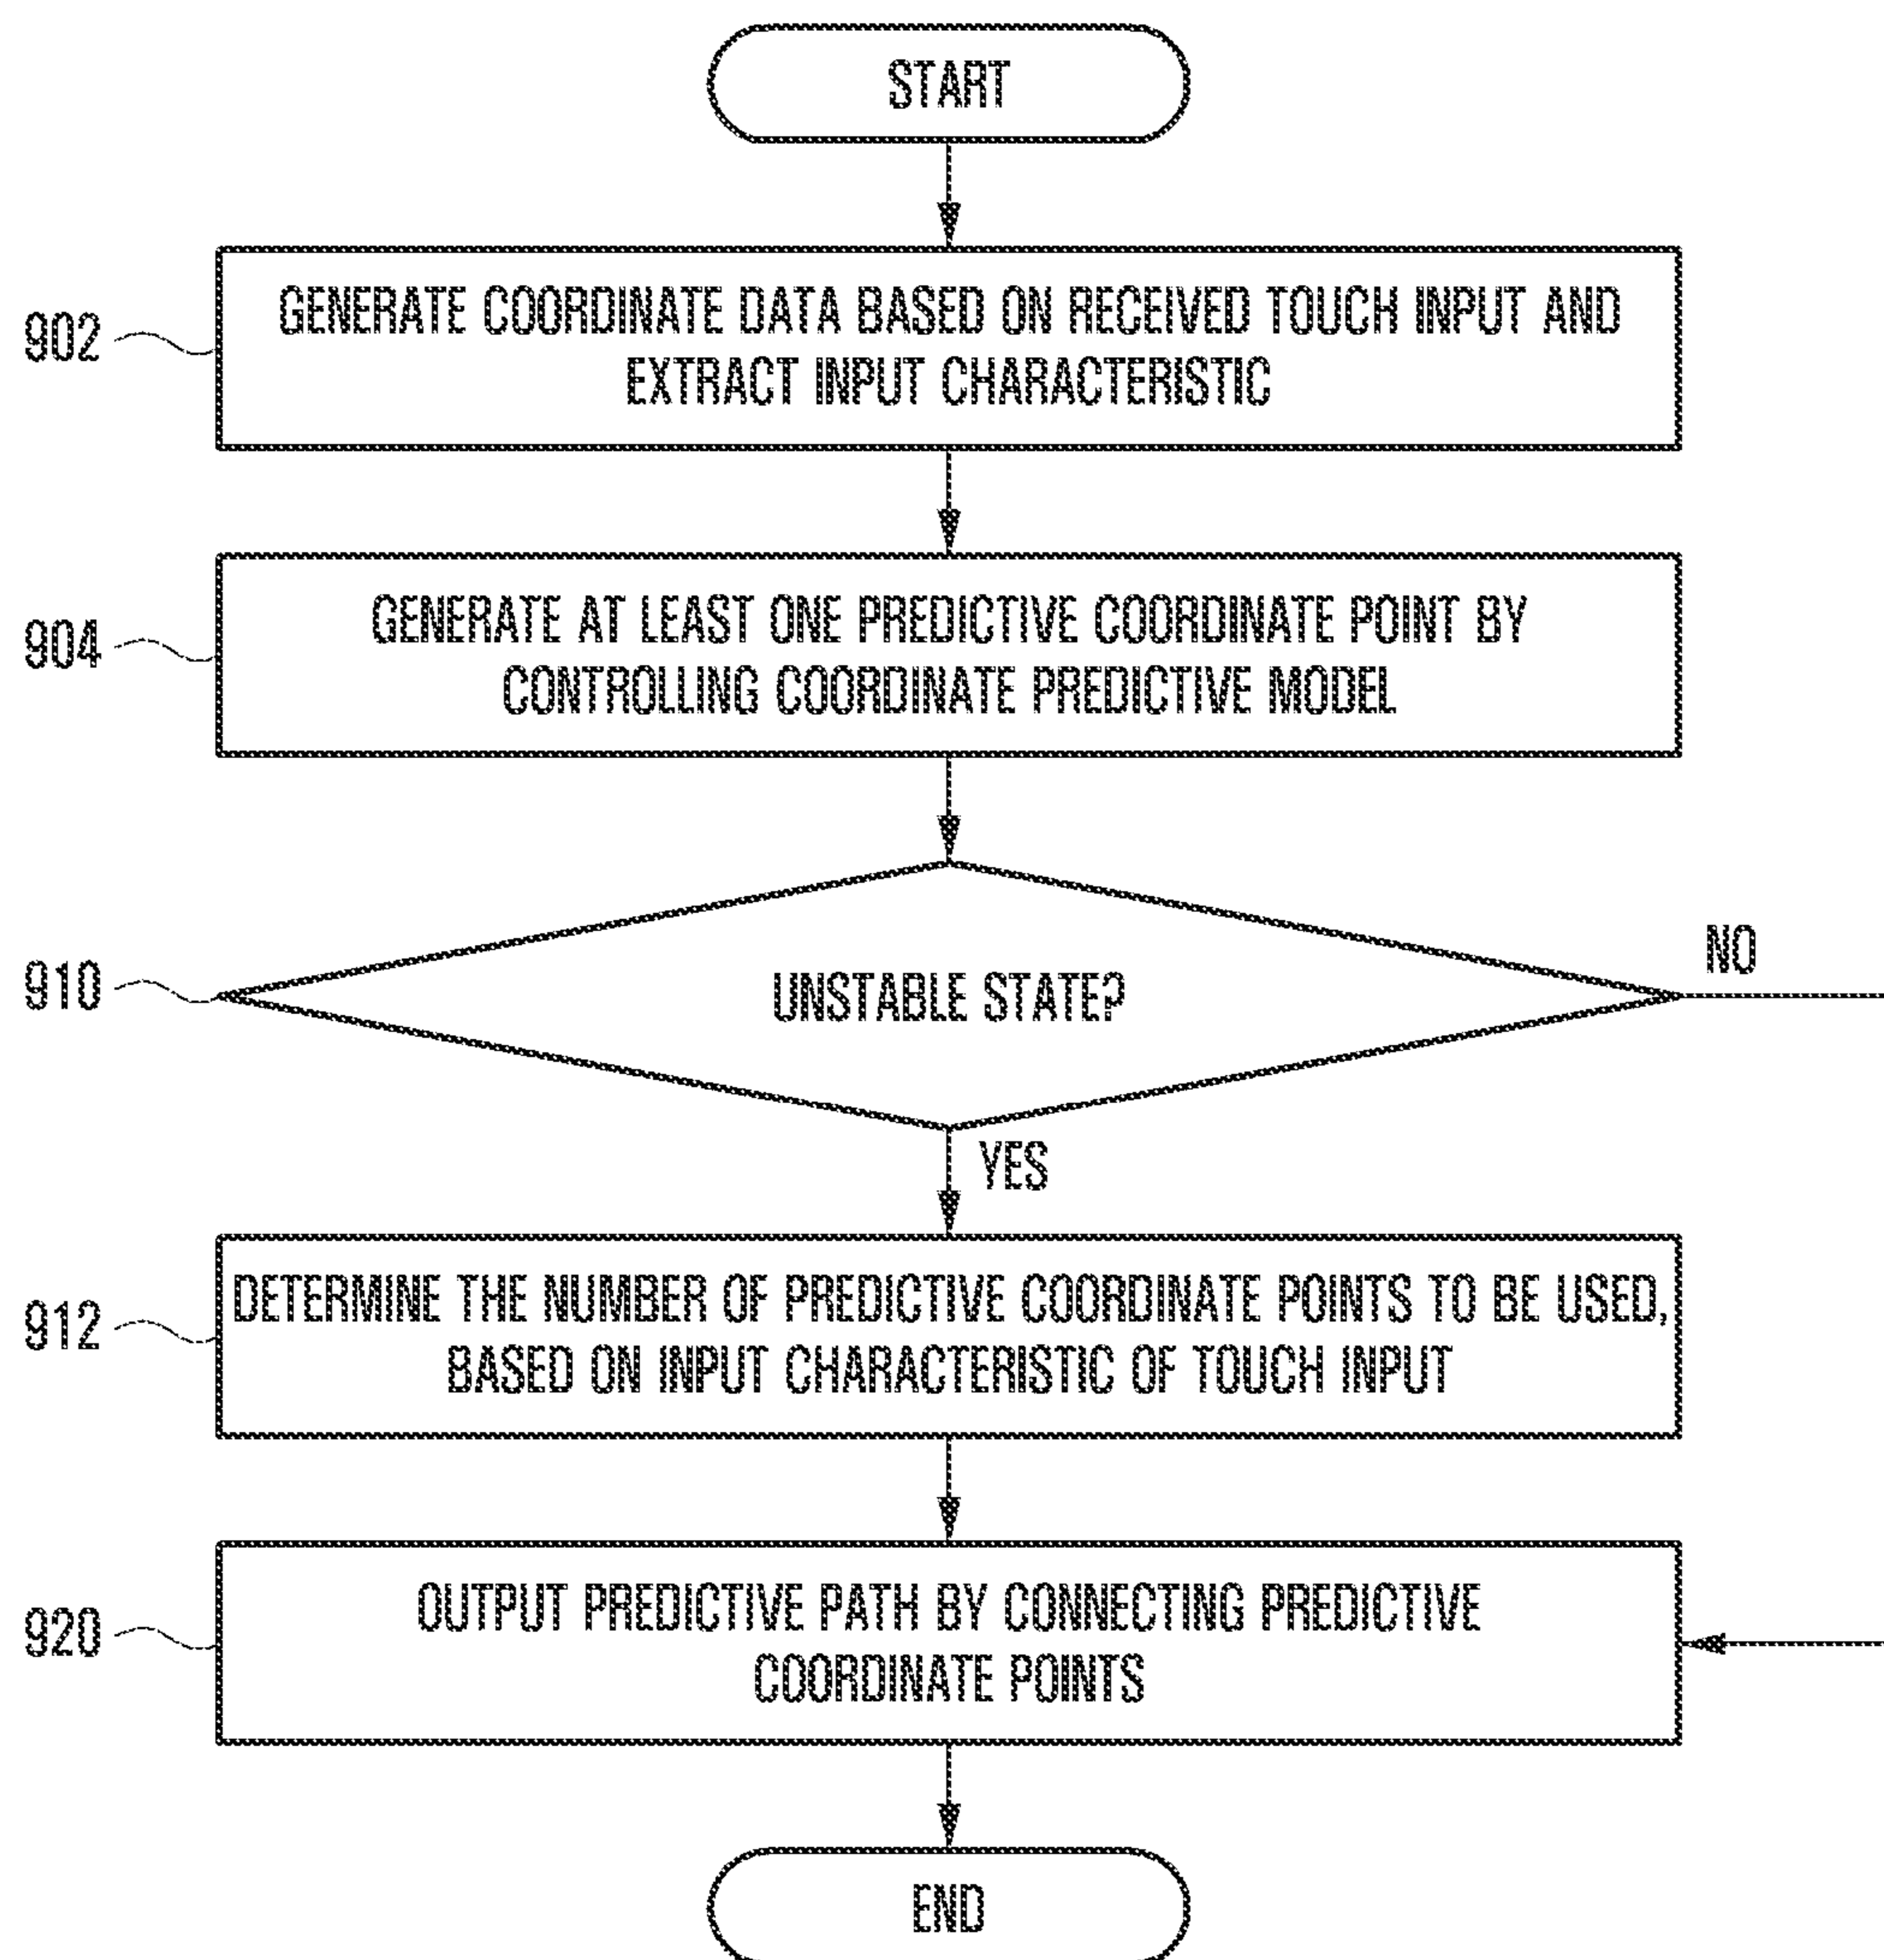 START
902
GENERATE COORDINATE DATA BASED ON RECEIVED TOUCH INPUT AND
EXTRACT INPUT CHARACTERISTIC
904
GENERATE AT LEAST ONE PREDICTIVE COORDINATE POINT BY
CONTROLLING COORDINATE PREDICTIVE MODEL
910
UNSTABLE STATE?
NO
YES
912
DETERMINE THE NUMBER OF PREDICTIVE COORDINATE POINTS TO BE USED,
BASED ON INPUT CHARACTERISTIC OF TOUCH INPUT
920
OUTPUT PREDICTIVE PATH BY CONNECTING PREDICTIVE
COORDINATE POINTS
END